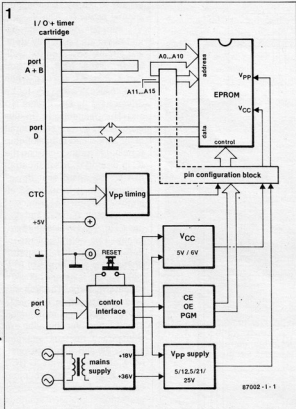 1
I / O + timer
cartridge
port
A + B
A0...A10
A11...A15
address
EPROM
VPP
VCC
port
D
data
control
pin configuration block
CTC
VPP timing
+5V
+
0
RESET
VCC
5V / 6V
port
C
control
interface
CE
OE
PGM
mains
supply
+18V
+36V
VPP supply
5/12.5/21/
25V
87002 - I - 1